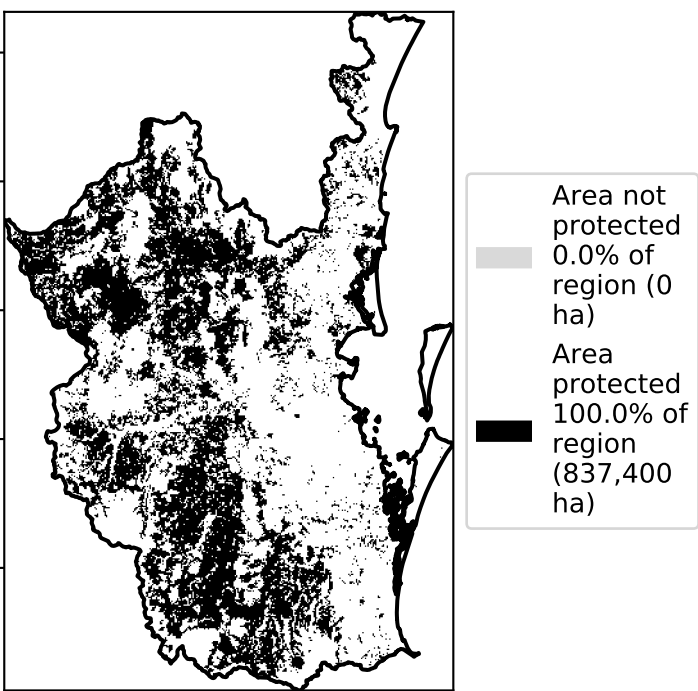 Area not
protected
0.0% of
region (0
ha)
Area
protected
100.0% of
region
(837,400
ha)